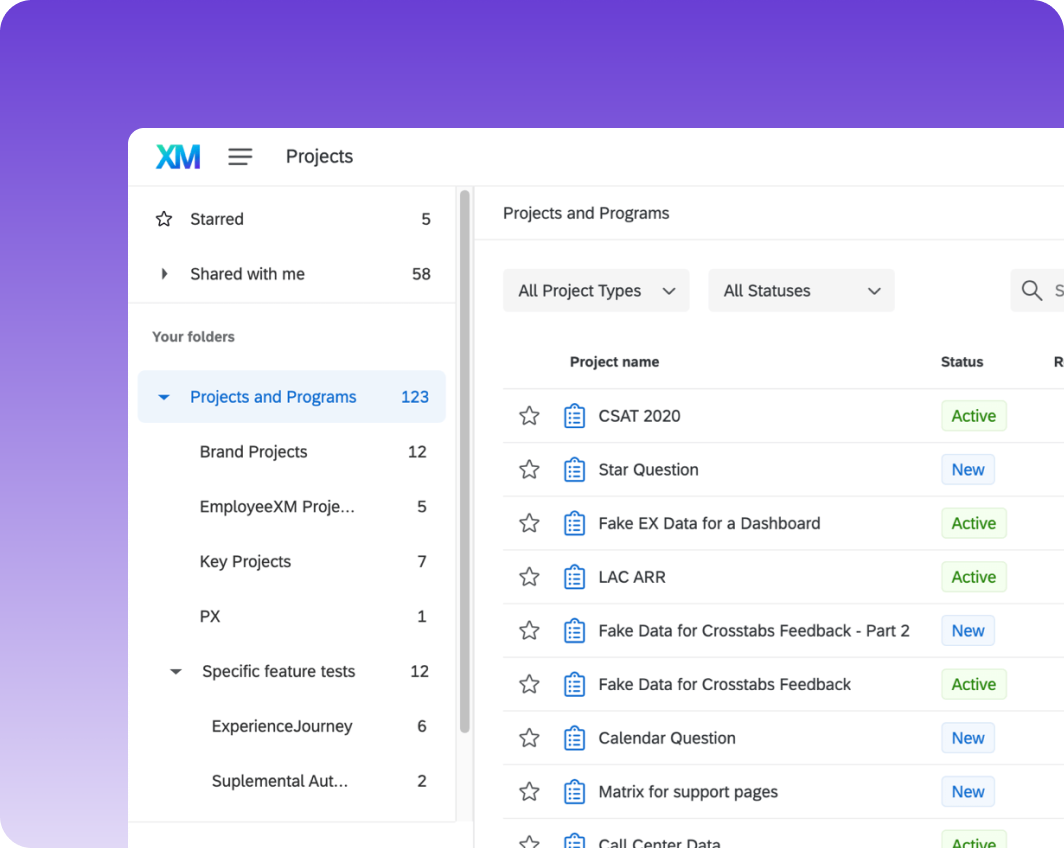 XM Projects
Starred 5
Shared with me 58
Your folders
Projects and Programs 123
Brand Projects 12
EmployeeXM Proje... 5
Key Projects 7
PX 1
Specific feature tests 12
ExperienceJourney 6
Suplemental Aut... 2
Projects and Programs
All Project Types All Statuses
Project name Status
CSAT 2020 Active
Star Question New
Fake EX Data for a Dashboard Active
LAC ARR Active
Fake Data for Crosstabs Feedback - Part 2 New
Fake Data for Crosstabs Feedback Active
Calendar Question New
Matrix for support pages New
Call Center Data Active